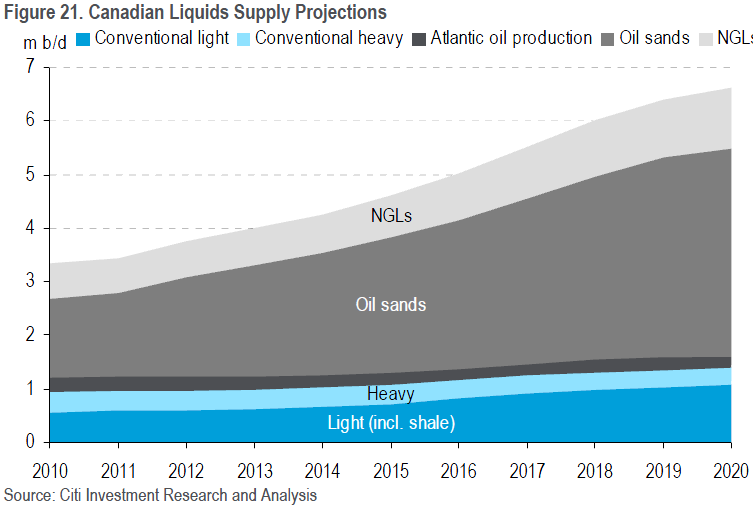 Figure 21. Canadian Liquids Supply Projections
m b/d Conventional light Conventional heavy Atlantic oil production Oil sands NGLs
7
6
5
4
3
2
1
0
NGLs
Oil sands
Heavy
Light (incl. shale)
2010 2011 2012 2013 2014 2015 2016 2017 2018 2019 2020
Source: Citi Investment Research and Analysis